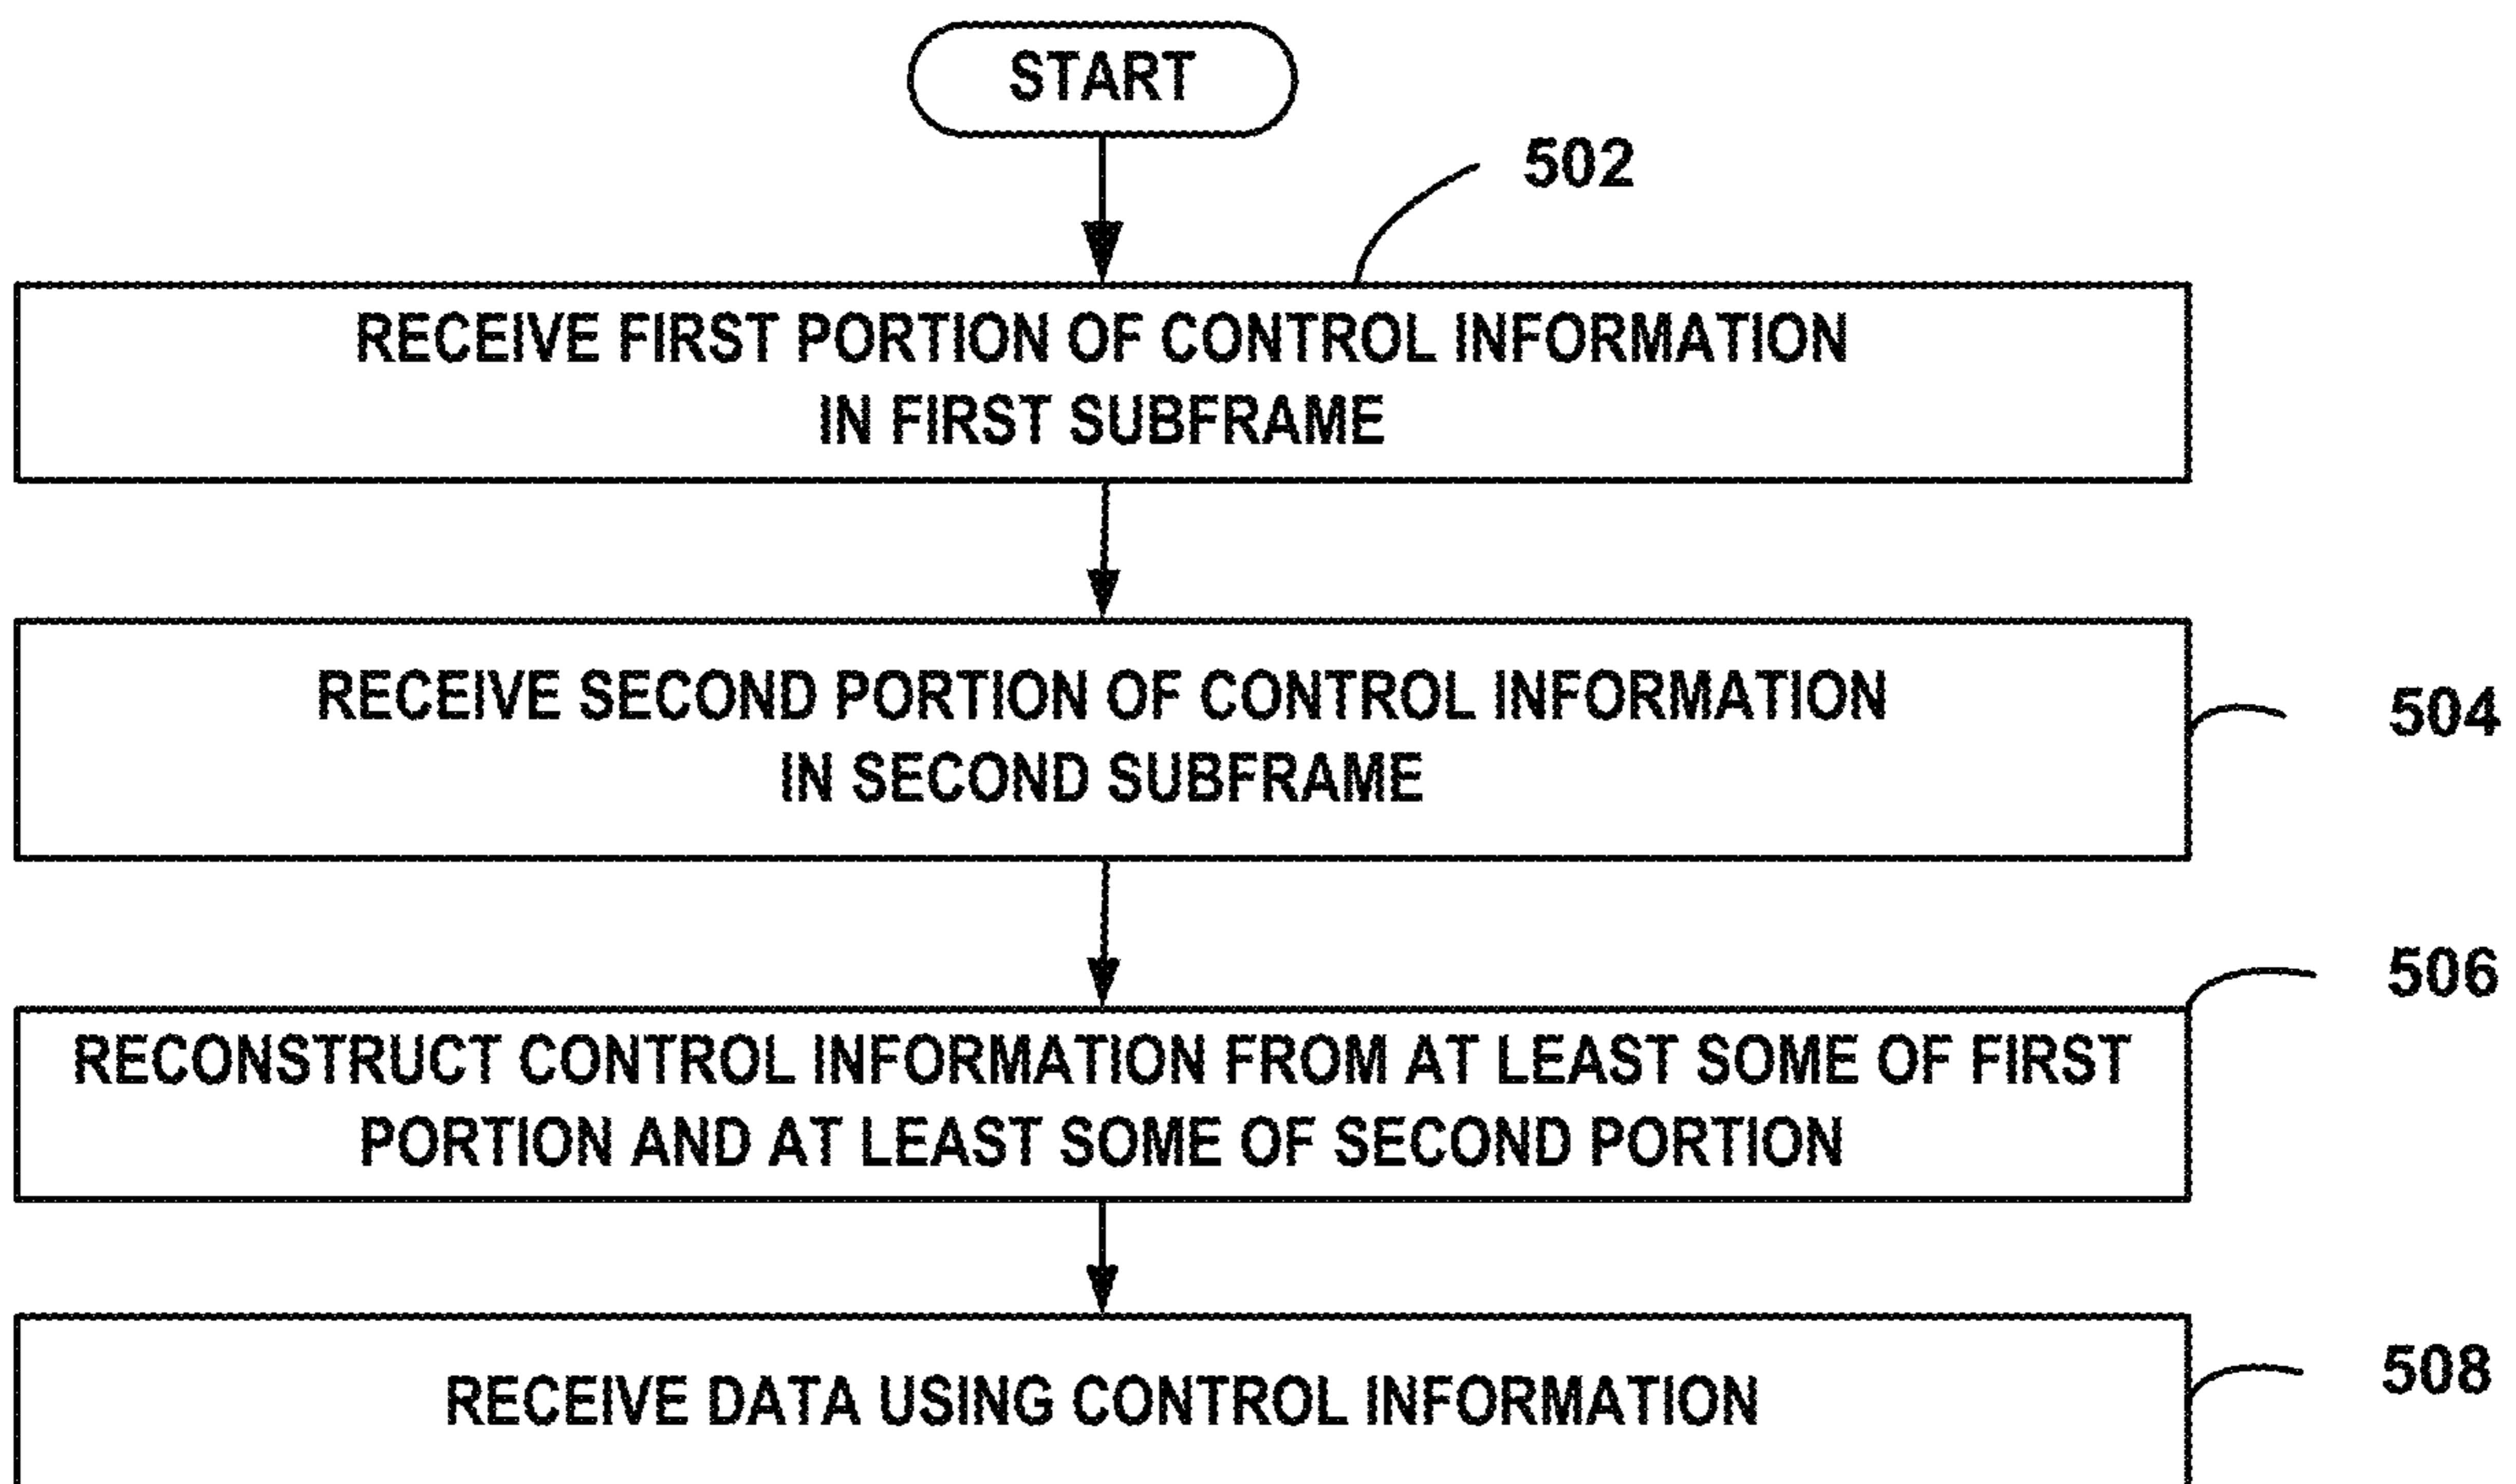 START
502
RECEIVE FIRST PORTION OF CONTROL INFORMATION
IN FIRST SUBFRAME
RECEIVE SECOND PORTION OF CONTROL INFORMATION
IN SECOND SUBFRAME
504
506
RECONSTRUCT CONTROL INFORMATION FROM AT LEAST SOME OF FIRST
PORTION AND AT LEAST SOME OF SECOND PORTION
RECEIVE DATA USING CONTROL INFORMATION
508